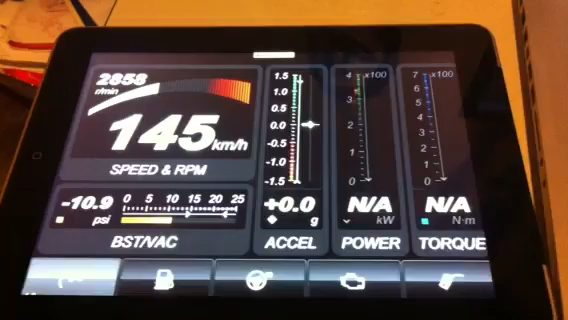 2858
r/min
145 km/h
SPEED & RPM
-10.9
psi
0 5 10 15 20 25
BST/VAC
1.5
1.0
0.5
0.0
-0.5
-1.0
-1.5
+0.0
g
ACCEL
4 x100
3
2
1
0
N/A
kW
POWER
7 x100
6
5
4
3
2
1
0
N/A
N·m
TORQUE